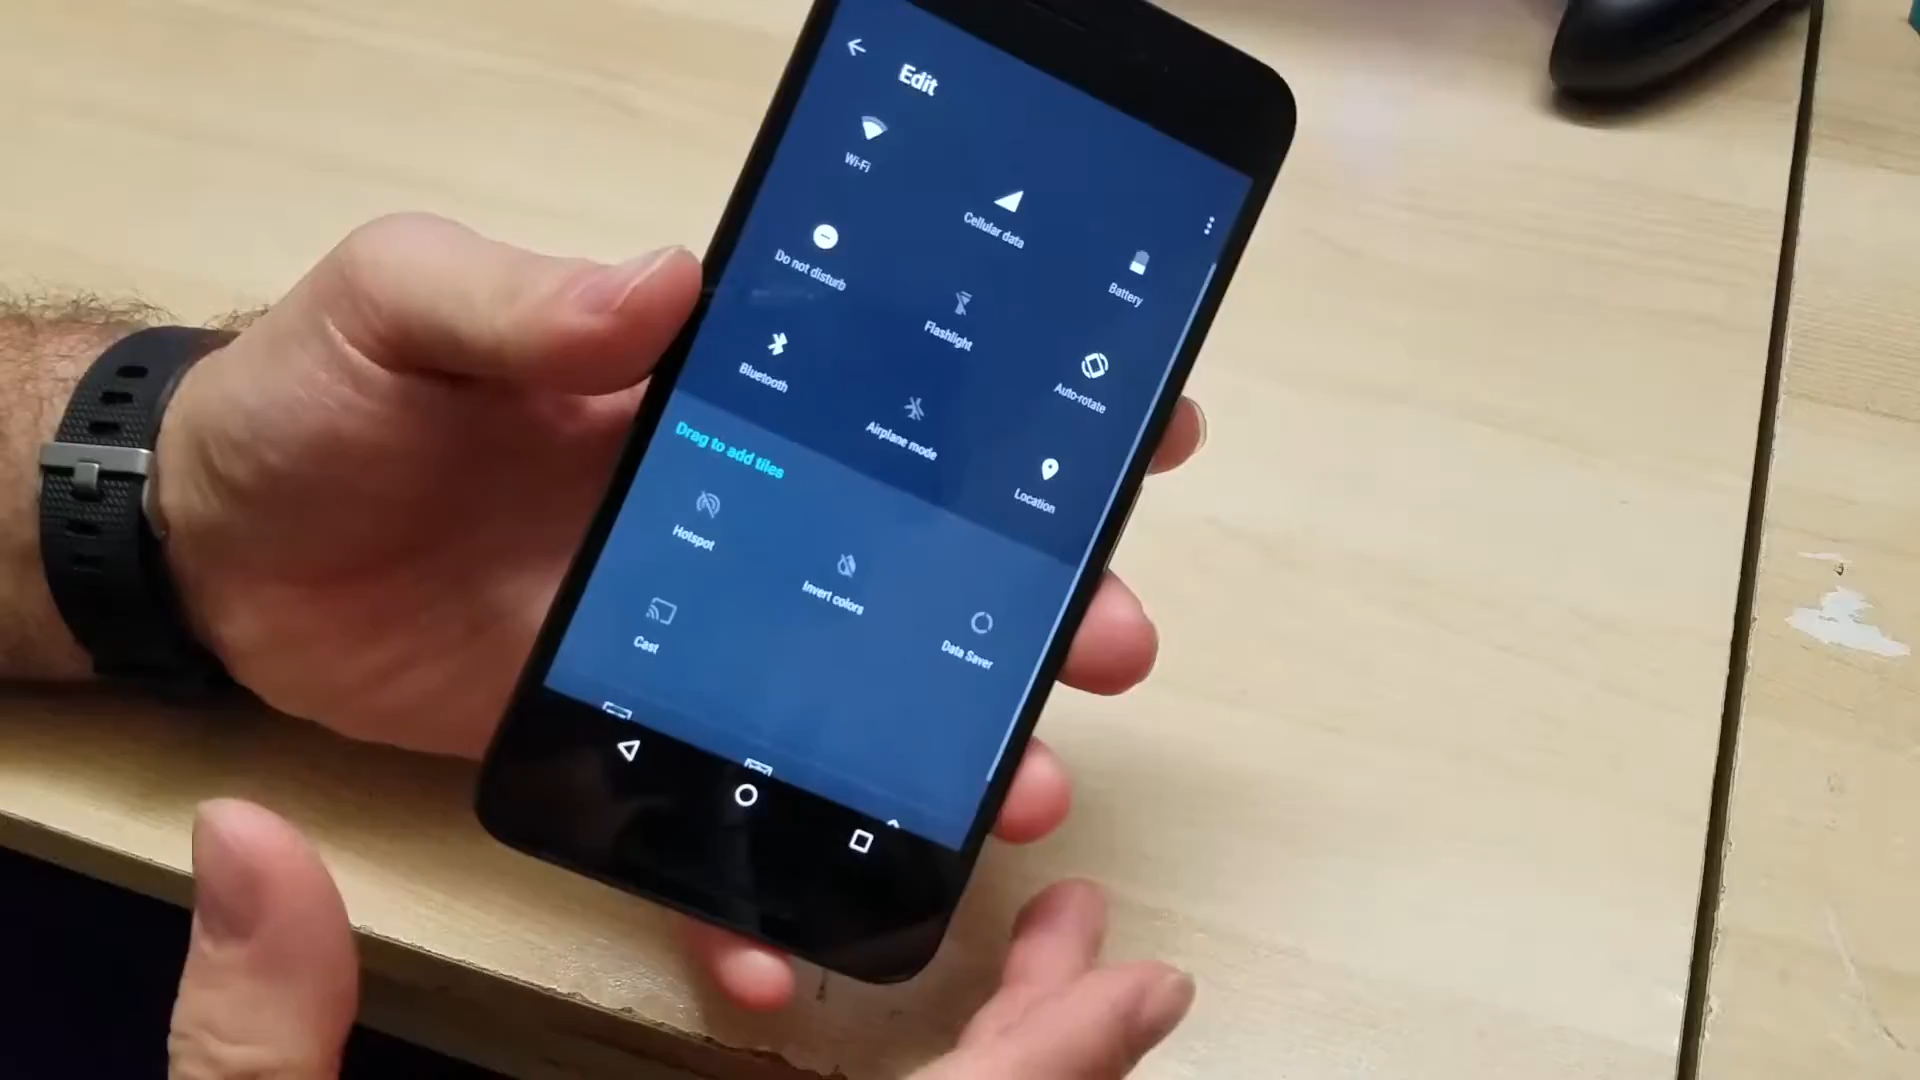 Edit
Wi-Fi
Cellular data
Battery
Do not disturb
Flashlight
Auto-rotate
Bluetooth
Airplane mode
Location
Drag to add tiles
Hotspot
Invert colors
Data Saver
Cast